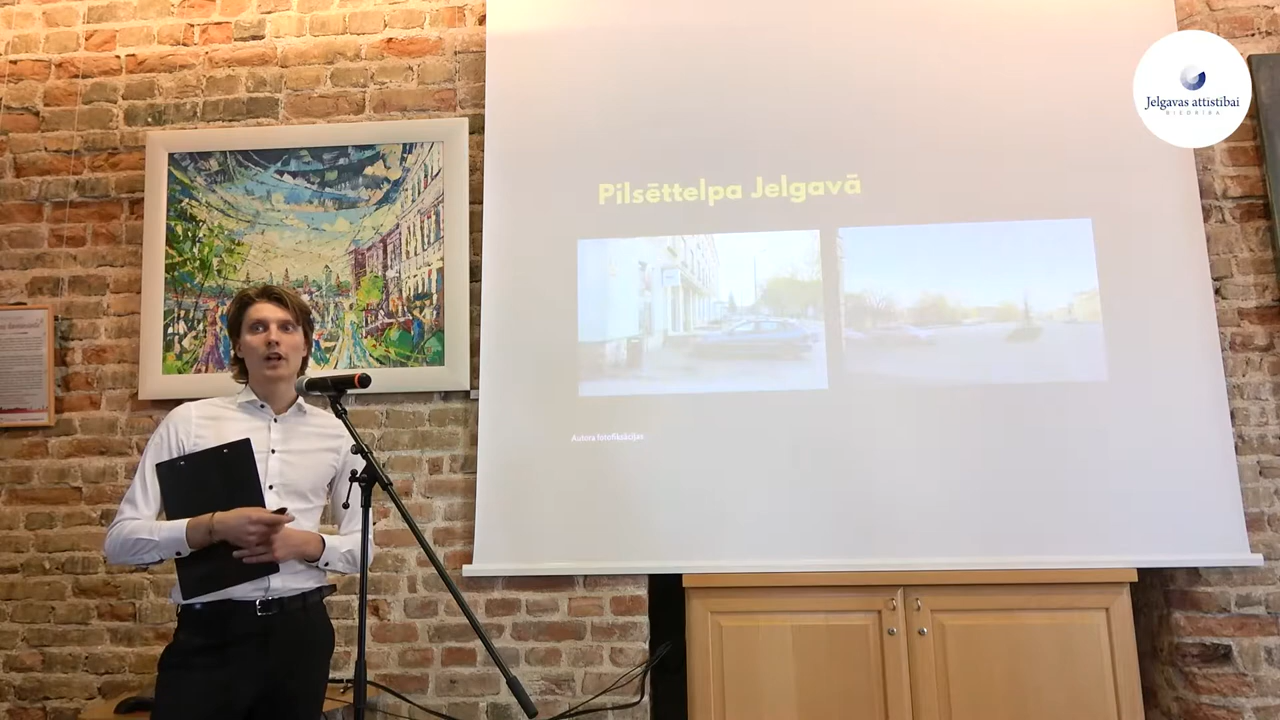 Jelgavas attīstībai
BIEDRĪBA
Pilsēttelpa Jelgavā
Autora fotofiksācijas